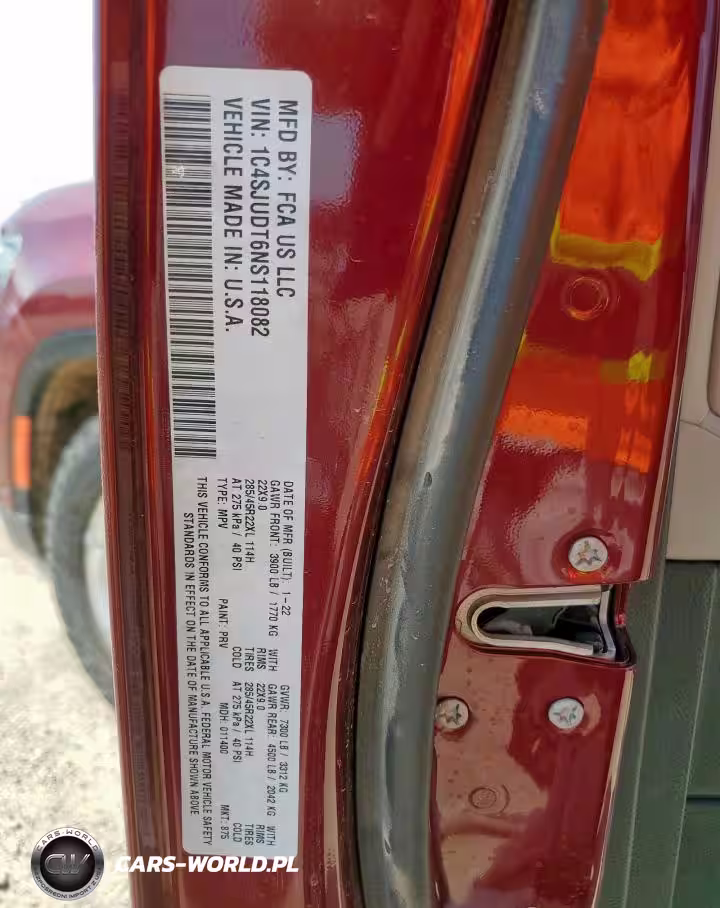 MFD BY: FCA US LLC
VIN: 1C4SJUDT6NS118082
VEHICLE MADE IN: U.S.A.
DATE OF MFR (BUILT): 1-22 GVWR: 7300 LB / 3312 KG
GAWR FRONT: 3900 LB / 1770 KG WITH GAWR REAR: 4500 LB / 2042 KG WITH
22X9.0 RIMS 22X9.0 RIMS
285/45R22XL 114H TIRES 285/45R22XL 114H TIRES
AT 275 kPa / 40 PSI COLD AT 275 kPa / 40 PSI COLD
TYPE: MPV PAINT: PRV MDH: 011400 MKT: 875
THIS VEHICLE CONFORMS TO ALL APPLICABLE U.S.A. FEDERAL MOTOR VEHICLE SAFETY
STANDARDS IN EFFECT ON THE DATE OF MANUFACTURE SHOWN ABOVE
CARS-WORLD
CW
CARS-WORLD.PL